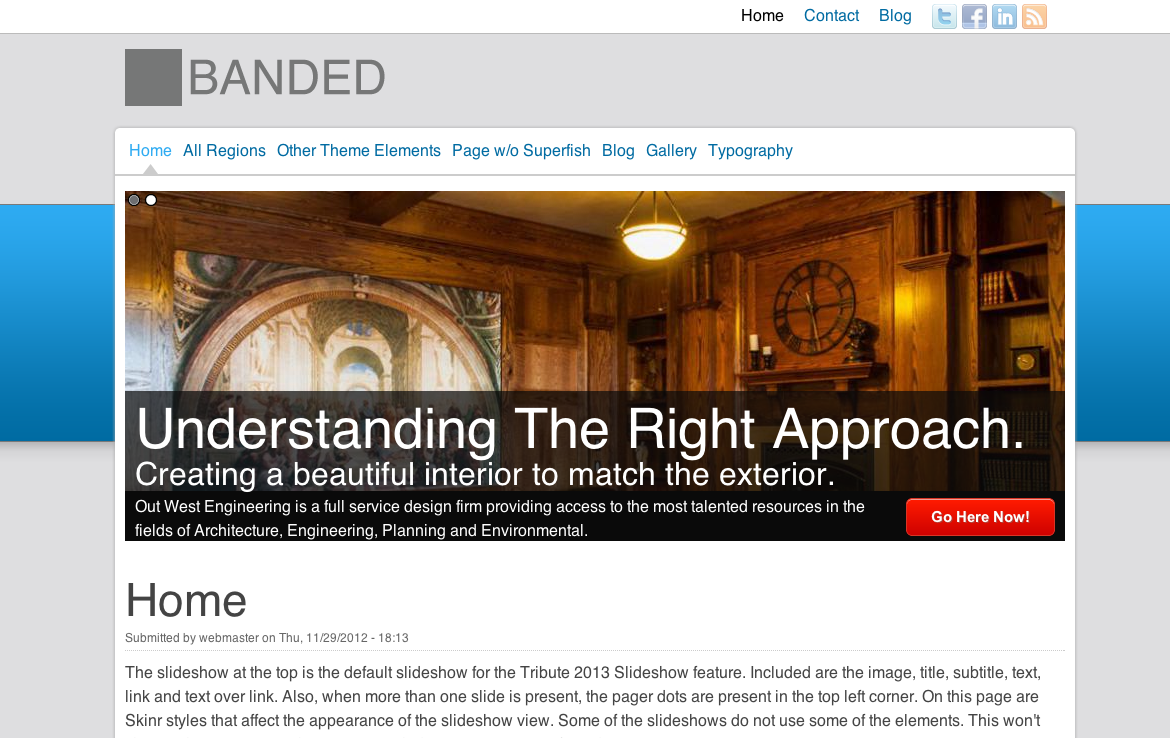 Home Contact Blog
BANDED
Home All Regions Other Theme Elements Page w/o Superfish Blog Gallery Typography
Understanding The Right Approach.
Creating a beautiful interior to match the exterior.
Out West Engineering is a full service design firm providing access to the most talented resources in the
fields of Architecture, Engineering, Planning and Environmental.
Go Here Now!
Home
Submitted by webmaster on Thu, 11/29/2012 - 18:13
The slideshow at the top is the default slideshow for the Tribute 2013 Slideshow feature. Included are the image, title, subtitle, text,
link and text over link. Also, when more than one slide is present, the pager dots are present in the top left corner. On this page are
Skinr styles that affect the appearance of the slideshow view. Some of the slideshows do not use some of the elements. This won't